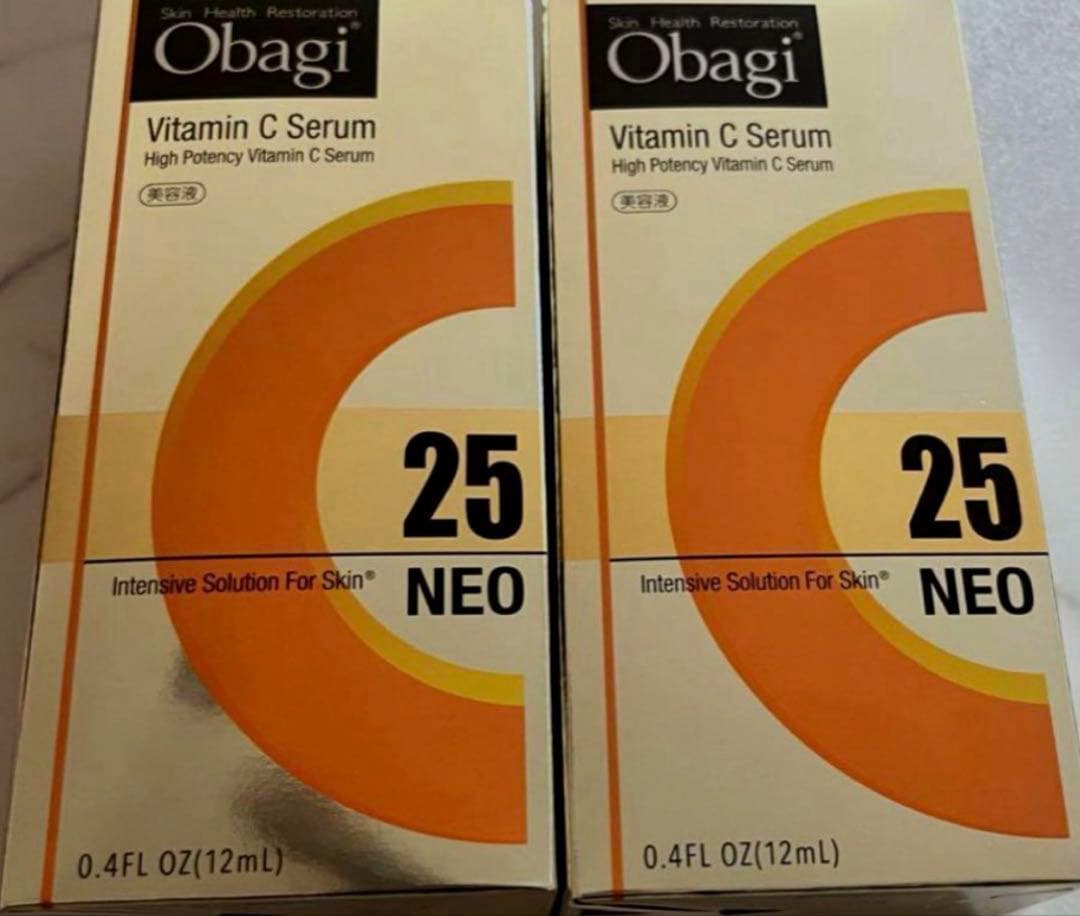 Skin Health Restoration
Obagi®
Vitamin C Serum
High Potency Vitamin C Serum
美容液
25
Intensive Solution For Skin®
NEO
0.4FL OZ(12mL)
Skin Health Restoration
Obagi®
Vitamin C Serum
High Potency Vitamin C Serum
美容液
25
Intensive Solution For Skin®
NEO
0.4FL OZ(12mL)